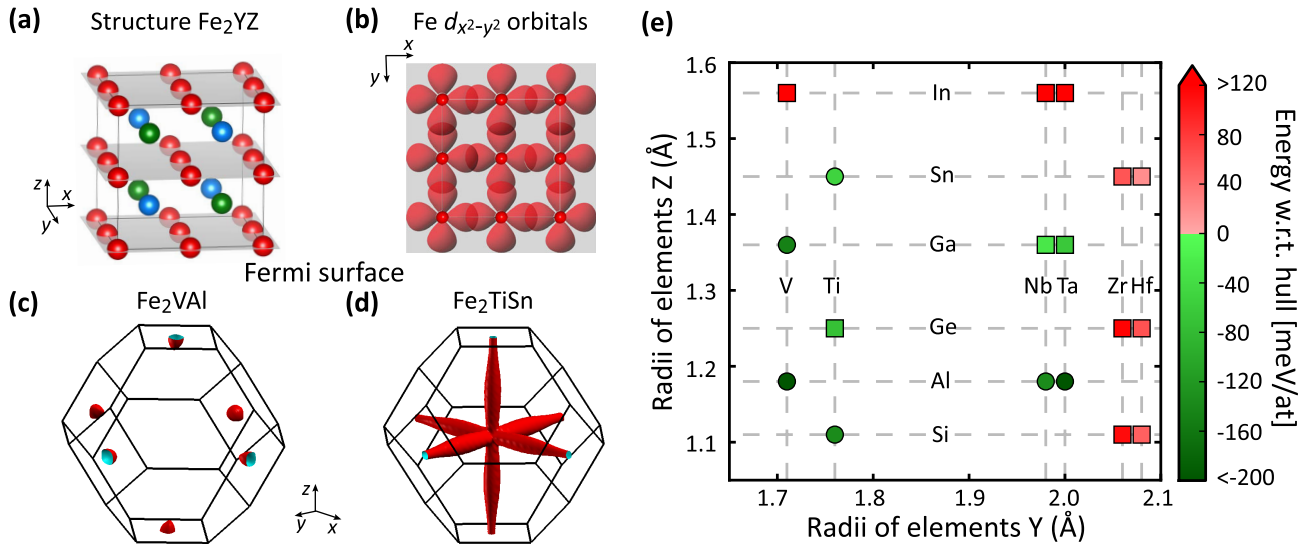 (a)
Structure Fe₂YZ
z
x
y
(b)
Fe dₓ²₋ᵧ² orbitals
x
y
Fermi surface
(c)
Fe₂VAl
(d)
Fe₂TiSn
z
y
x
(e)
Radii of elements Z (Å)
1.6
1.5
1.4
1.3
1.2
1.1
In
Sn
Ga
V
Ti
Nb
Ta
Zr
Hf
Ge
Al
Si
1.7
1.8
1.9
2.0
2.1
Radii of elements Y (Å)
>120
80
40
0
-40
-80
-120
-160
<-200
Energy w.r.t. hull [meV/at]